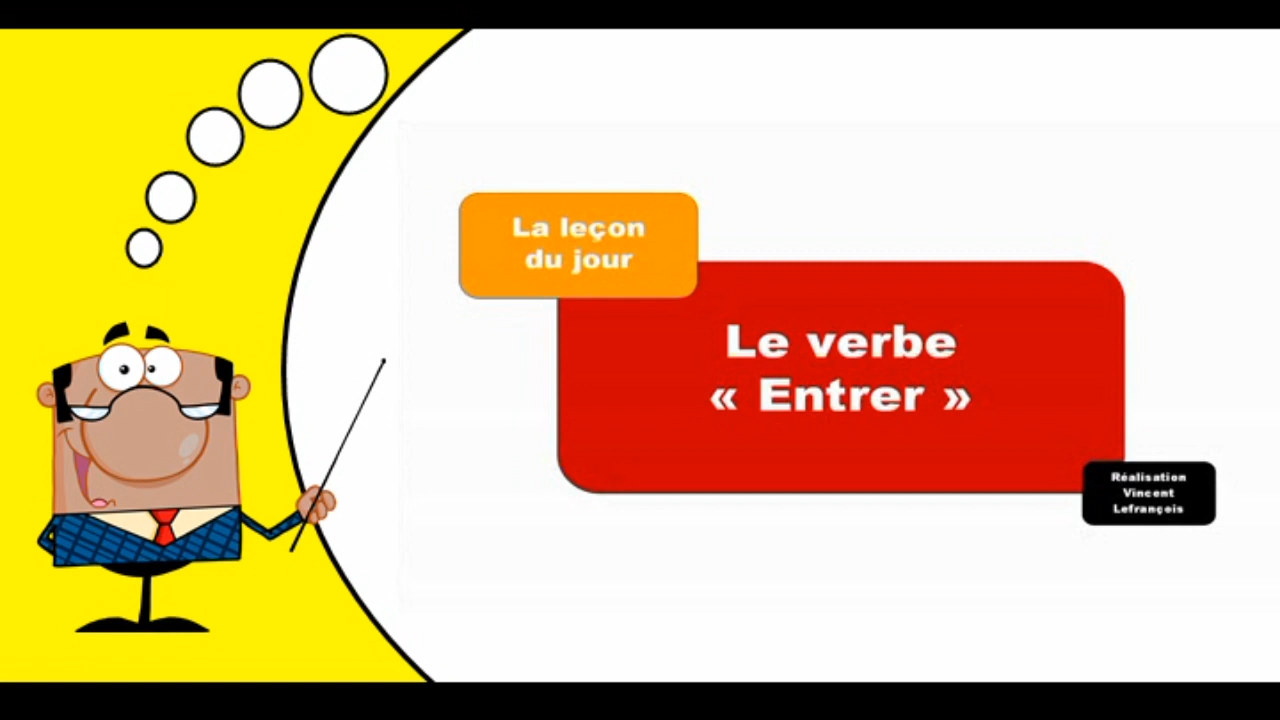 La leçon
du jour
Le verbe
« Entrer »
Réalisation
Vincent
Lefrançois